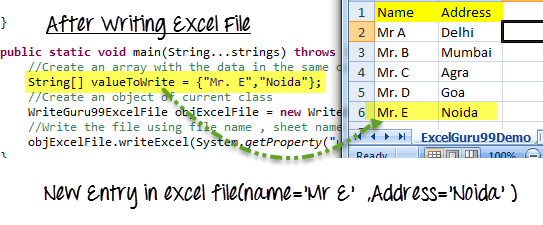 After Writing Excel File
public static void main(String...strings) throws
//Create an array with the data in the same
String[] valueToWrite = {"Mr. E","Noida"};
//Create an object of current class
WriteGuru99ExcelFile objExcelFile = new Write
//Write the file using file name , sheet name
objExcelFile.writeExcel(System.getProperty("
}
1 Name Address
2 Mr A Delhi
3 Mr. B Mumbai
4 Mr. C Agra
5 Mr. D Goa
6 Mr. E Noida
ExcelGuru99Demo
Ready 100%
New Entry in excel file(name='Mr E' ,Address='Noida' )